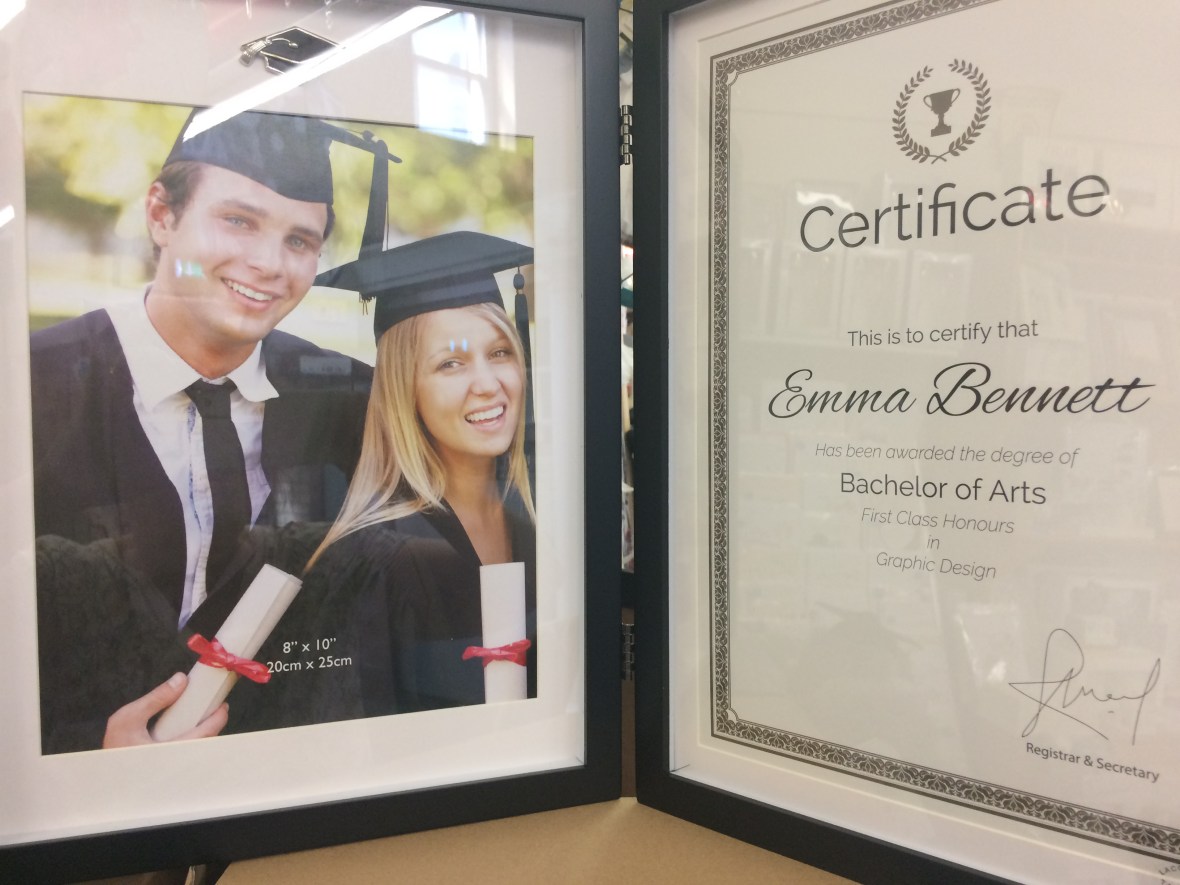 8" x 10"
20cm x 25cm
Certificate
This is to certify that
Emma Bennett
Has been awarded the degree of
Bachelor of Arts
First Class Honours
in
Graphic Design
Registrar & Secretary